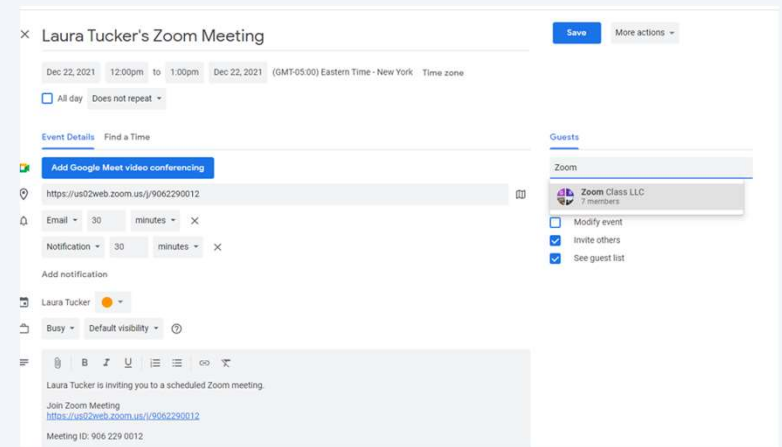 Laura Tucker's Zoom Meeting
Save
More actions
Dec 22, 2021 12:00pm to 1:00pm Dec 22, 2021 (GMT-05:00) Eastern Time - New York Time zone
All day Does not repeat
Event Details Find a Time
Guests
Add Google Meet video conferencing
Zoom
https://us02web.zoom.us/j/9062290012
Zoom Class LLC
7 members
Email 30 minutes
Modify event
Notification 30 minutes
Invite others
See guest list
Add notification
Laura Tucker
Busy Default visibility
B I U
Laura Tucker is inviting you to a scheduled Zoom meeting.
Join Zoom Meeting
https://us02web.zoom.us/j/9062290012
Meeting ID: 906 229 0012